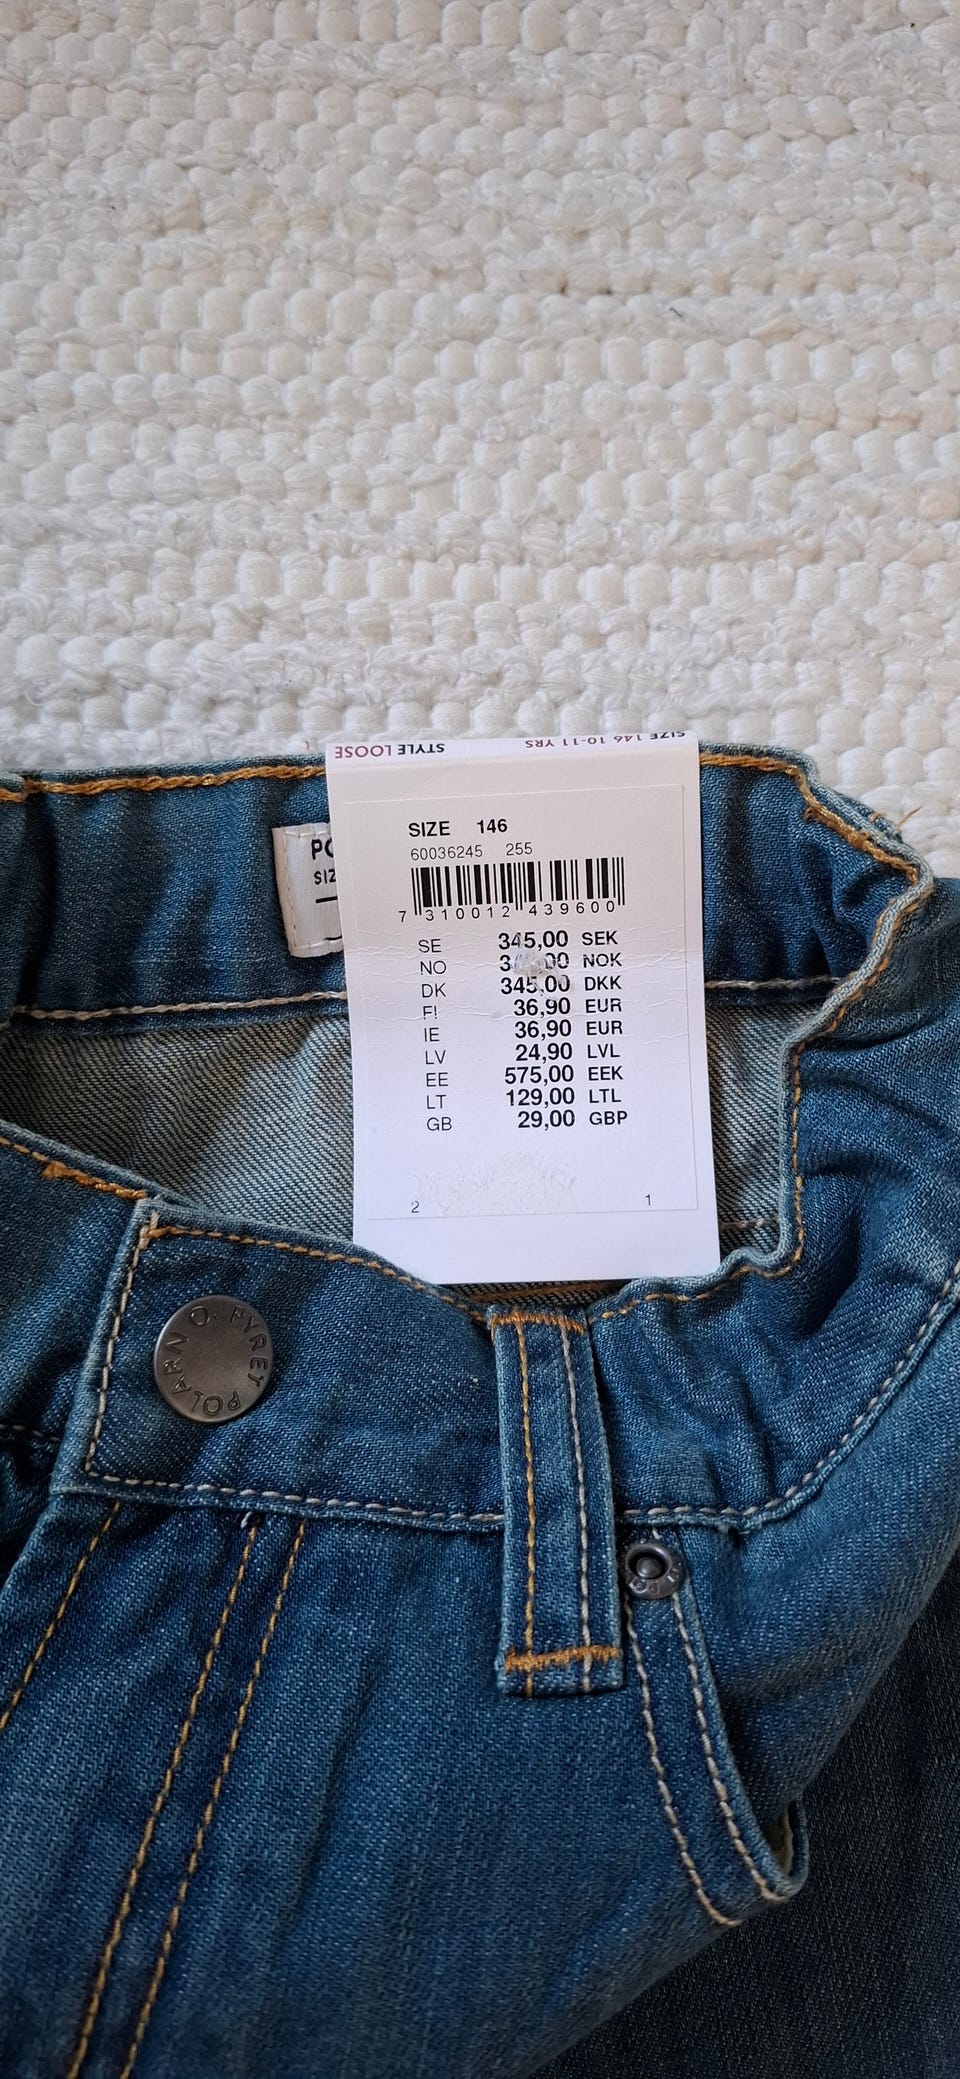 STYLE LOOSE
SIZE 146 10-11 YRS
SIZE 146
60036245 255
7 310012 439600
SE 345,00 SEK
NO NOK
DK 345,00 DKK
FI 36,90 EUR
IE 36,90 EUR
LV 24,90 LVL
EE 575,00 EEK
LT 129,00 LTL
GB 29,00 GBP
2 1
POLARN O. PYRET